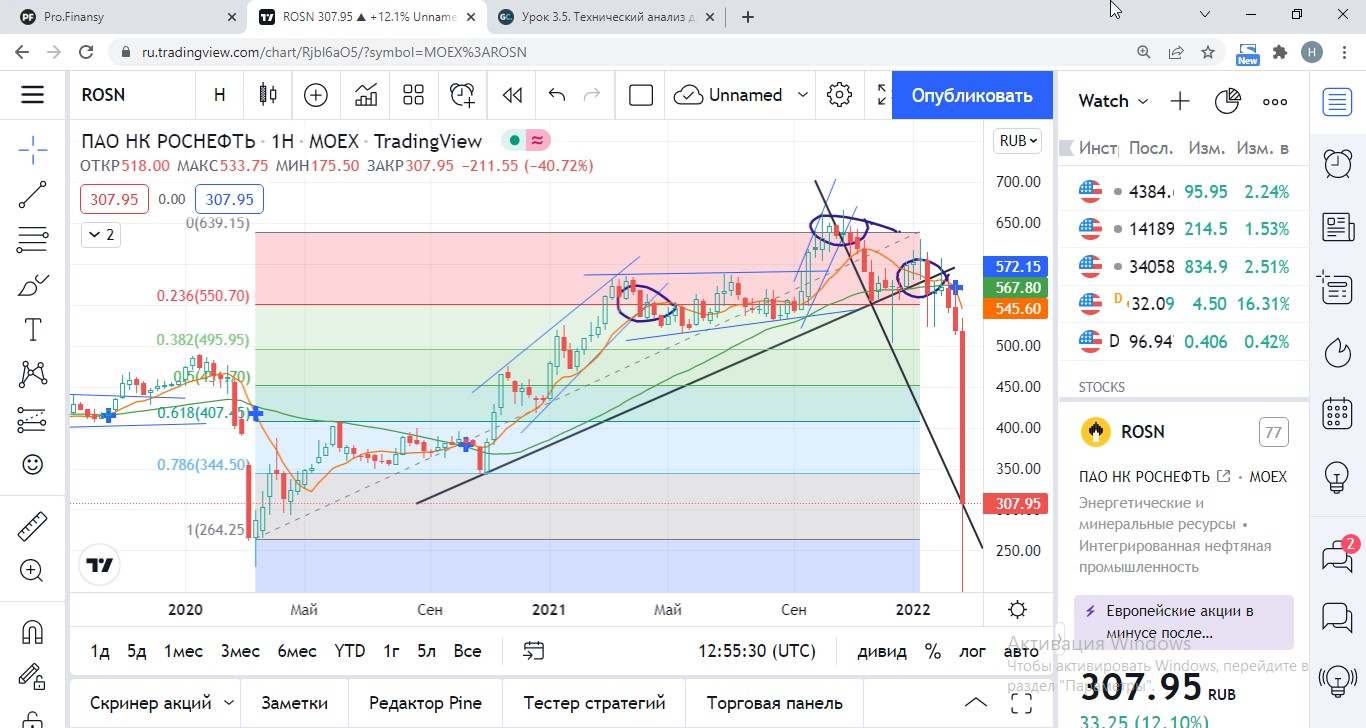 Pro.Finansy
ROSN 307.95 ▲ +12.1% Unname
Урок 3.5. Технический анализ д
ru.tradingview.com/chart/RjbI6aO5/?symbol=MOEX%3AROSN
New
H
ROSN
Н
Unnamed
Опубликовать
Watch
ПАО НК РОСНЕФТЬ · 1Н · MOEX · TradingView
RUB
Инст
Посл.
Изм.
Изм. в
ОТКР518.00 МАКС533.75 МИН175.50 ЗАКР307.95 −211.55 (−40.72%)
307.95
0.00
307.95
2
0(639.15)
0.236(550.70)
0.382(495.95)
0.618(407.45)
0.786(344.50)
1(264.25
700.00
650.00
572.15
567.80
545.60
500.00
450.00
400.00
350.00
307.95
250.00
4384. 95.95 2.24%
14189 214.5 1.53%
34058 834.9 2.51%
D 32.09 4.50 16.31%
D 96.94 0.406 0.42%
STOCKS
ROSN
77
ПАО НК РОСНЕФТЬ • MOEX
Энергетические и
минеральные ресурсы •
Интегрированная нефтяная
промышленность
Европейские акции в
минусе после...
307.95 RUB
33.25 (12.10%)
2020
Май
Сен
2021
Май
Сен
2022
1д
5д
1мес
3мес
6мес
YTD
1г
5л
Все
12:55:30 (UTC)
дивид
%
лог
авто
Скринер акций
Заметки
Редактор Pine
Тестер стратегий
Торговая панель
2
Активация Windows
Чтобы активировать Windows, перейдите в
раздел "Параметры".